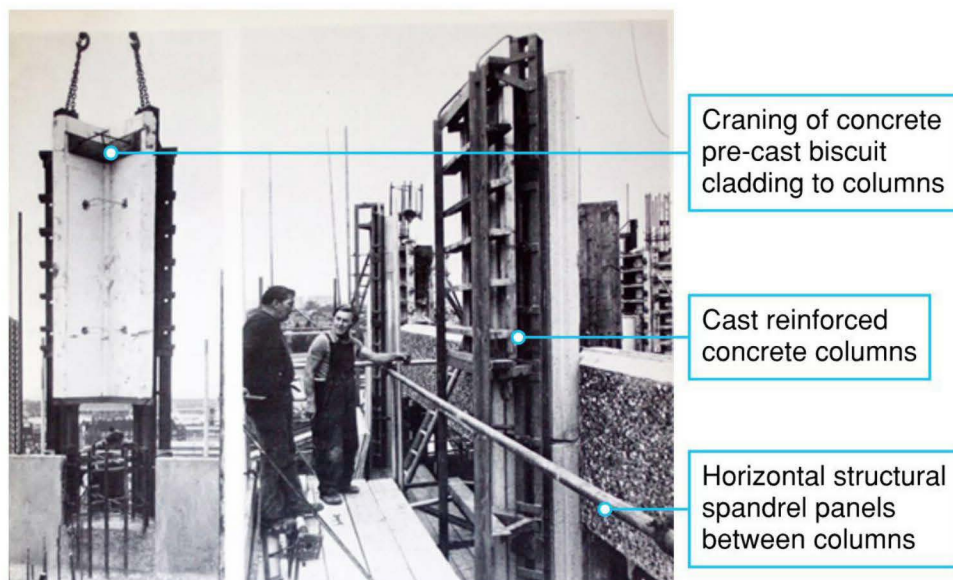 Craning of concrete
pre-cast biscuit
cladding to columns
Cast reinforced
concrete columns
Horizontal structural
spandrel panels
between columns